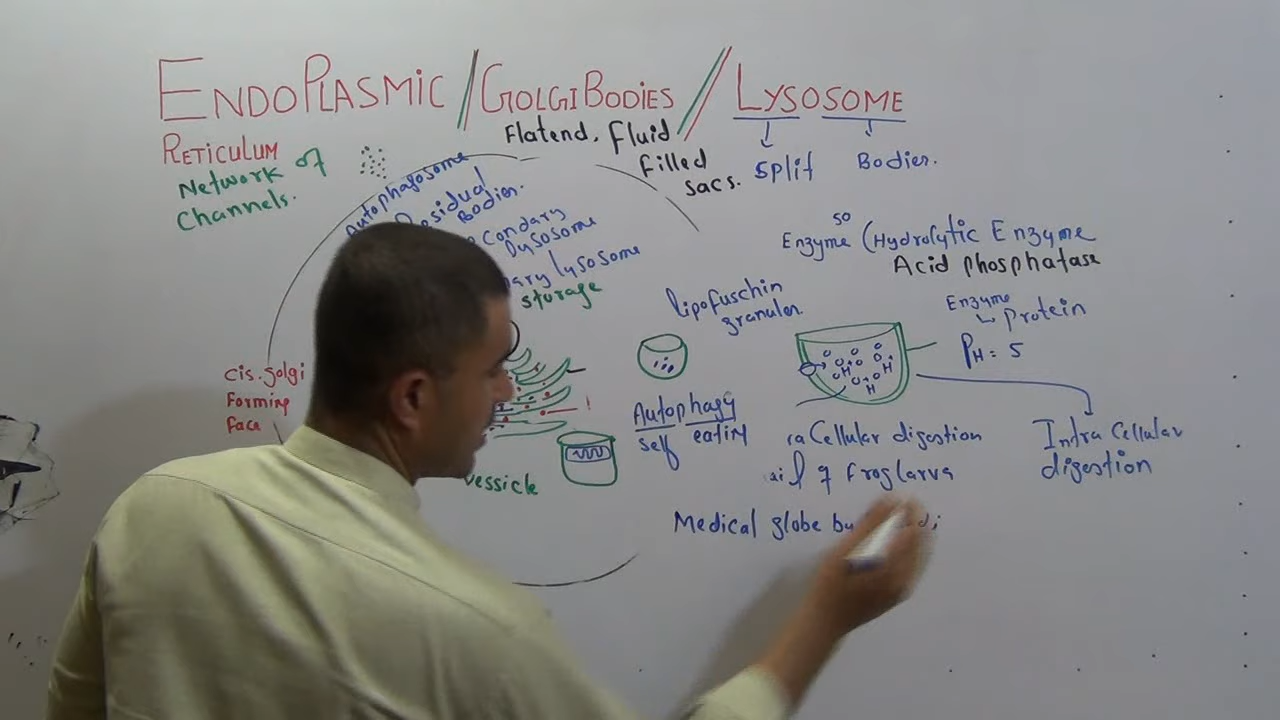 ENDOPLASMIC / GOLGI BODIES // LYSOSOME
RETICULUM
Network of
Channels.
Flatend, Fluid
filled
sacs.
Split
Bodies.
Autophagosome
Residual
Bodies.
condary
Lysosome
ary lysosome
storage
so
Enzyme (Hydrolytic Enzyme
Acid phosphatase
Enzyme
Protein
PH = 5
lipofuschin
granules.
H H
H
cis. golgi
Forming
face
vessicle
Autophagy
self eating
Cellular digestion
Frog larva
Intra Cellular
digestion
Medical globe